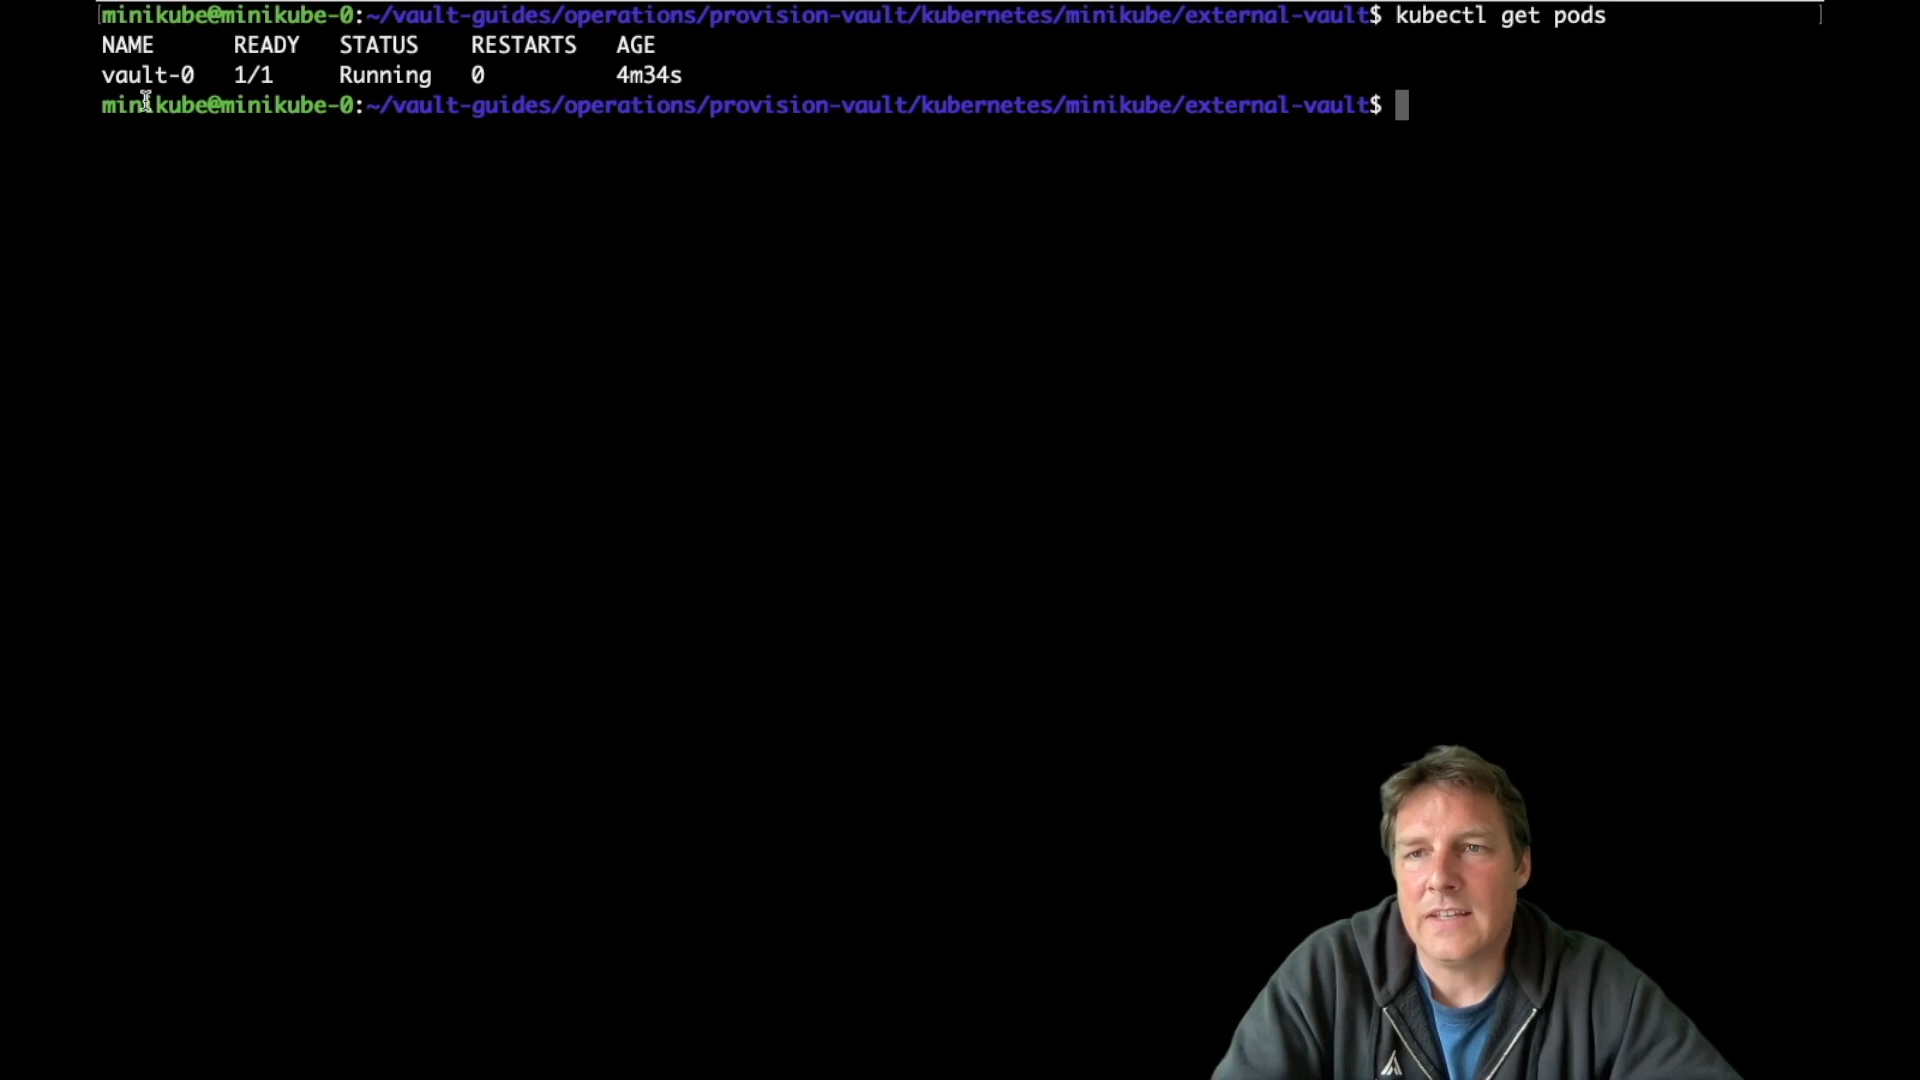 minikube@minikube-0:~/vault-guides/operations/provision-vault/kubernetes/minikube/external-vault$ kubectl get pods
NAME      READY   STATUS    RESTARTS   AGE
vault-0   1/1     Running   0          4m34s
minikube@minikube-0:~/vault-guides/operations/provision-vault/kubernetes/minikube/external-vault$